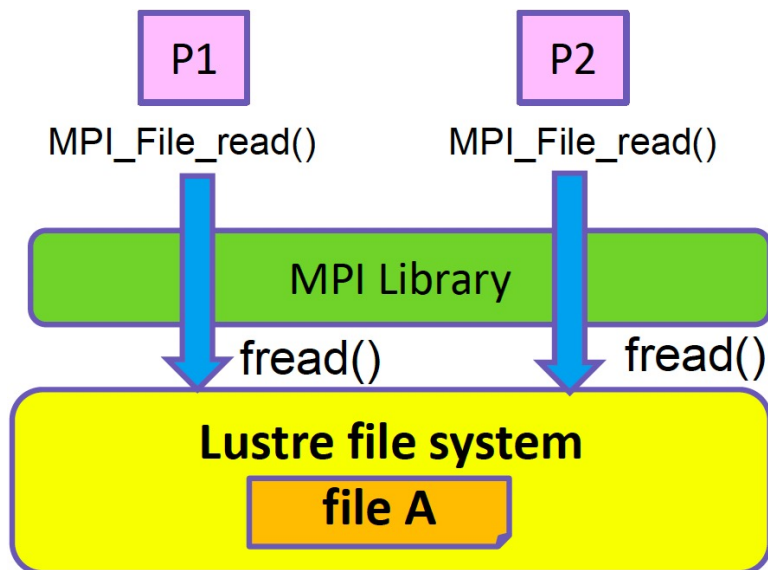 P1 P2
MPI_File_read() MPI_File_read()
MPI Library
fread() fread()
Lustre file system
file A